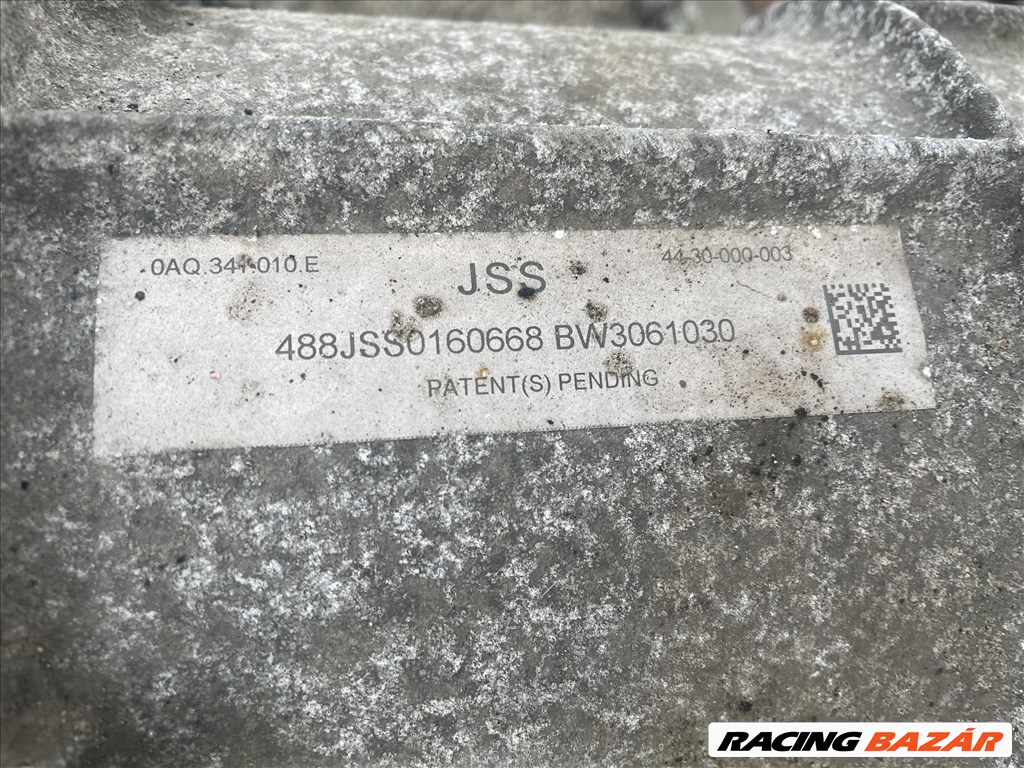 0AQ.341.010.E
JSS
44-30-000-003
488JSS0160668 BW3061030
PATENT(S) PENDING
RACING BAZÁR